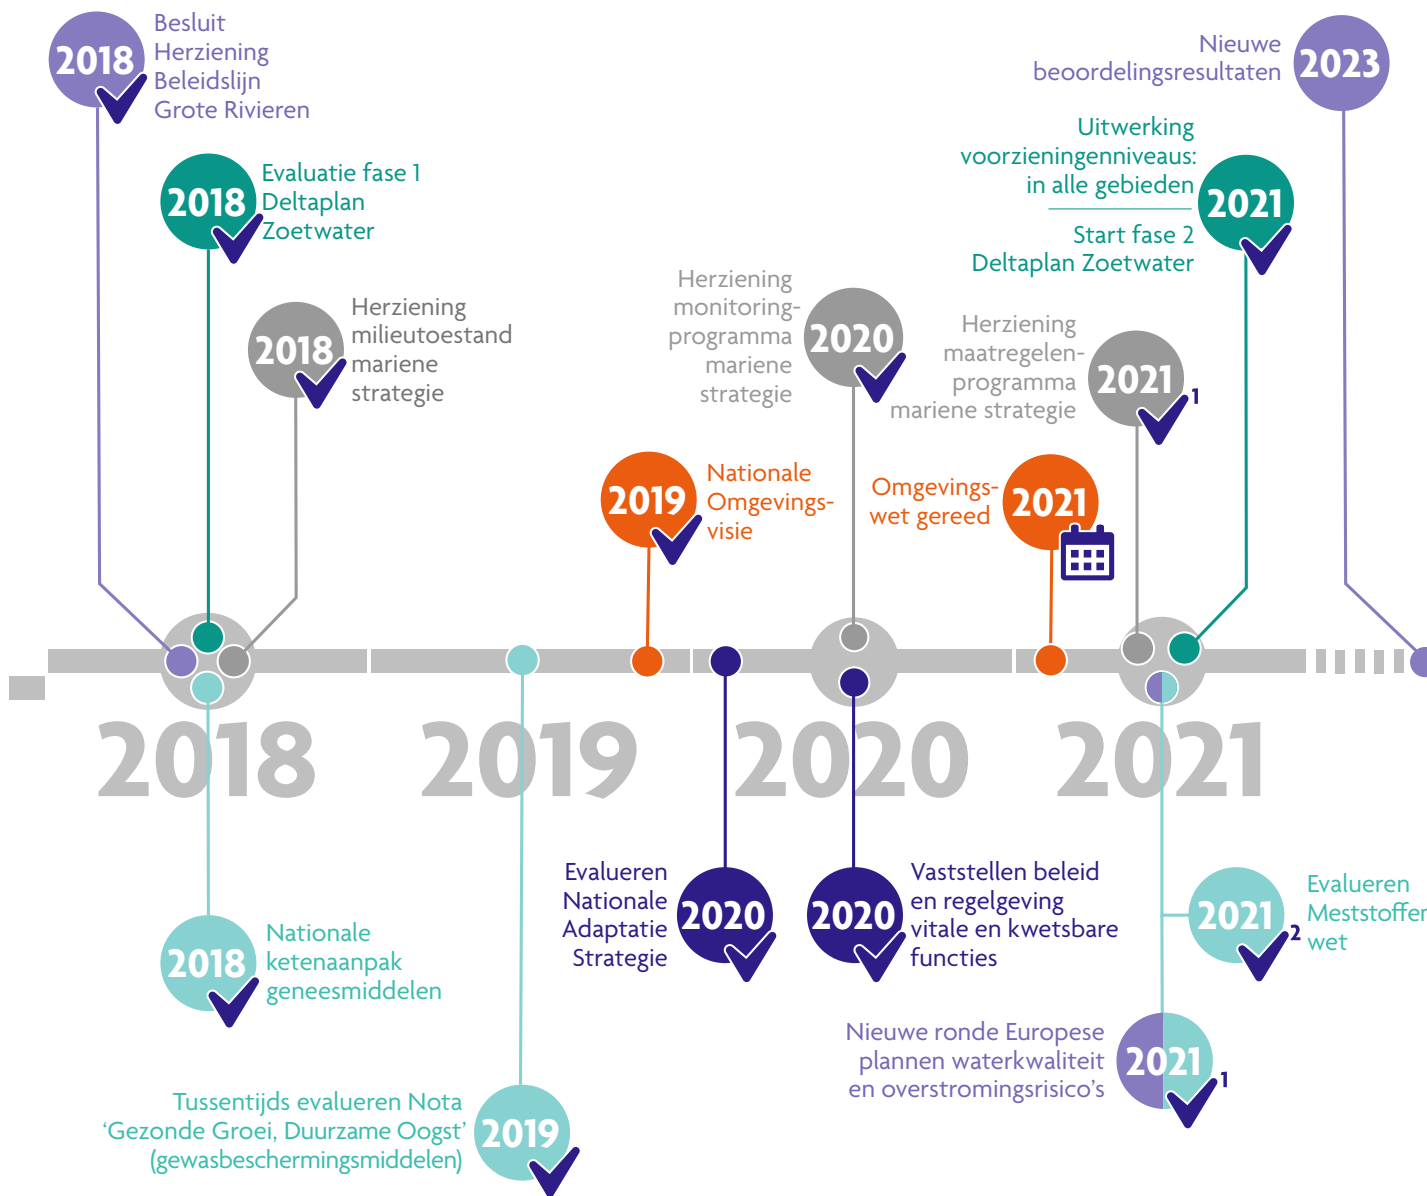 2018
Besluit
Herziening
Beleidslijn
Grote Rivieren
2018
Evaluatie fase 1
Deltaplan
Zoetwater
2018
Herziening
milieutoestand
mariene
strategie
2019
Nationale
Omgevings-
visie
Herziening
monitoring-
programma
mariene
strategie
2020
Omgevings-
wet gereed
2021
Herziening
maatregelen-
programma
mariene strategie
2021
1
Uitwerking
voorzieningenniveaus:
in alle gebieden
Start fase 2
Deltaplan Zoetwater
2021
Nieuwe
beoordelingsresultaten
2023
2018
2019
2020
2021
2018
Nationale
ketenaanpak
geneesmiddelen
Tussentijds evalueren Nota
‘Gezonde Groei, Duurzame Oogst’
(gewasbeschermingsmiddelen)
2019
Evalueren
Nationale
Adaptatie
Strategie
2020
2020
Vaststellen beleid
en regelgeving
vitale en kwetsbare
functies
2021
2
Evalueren
Meststoffen
wet
Nieuwe ronde Europese
plannen waterkwaliteit
en overstromingsrisico’s
2021
1